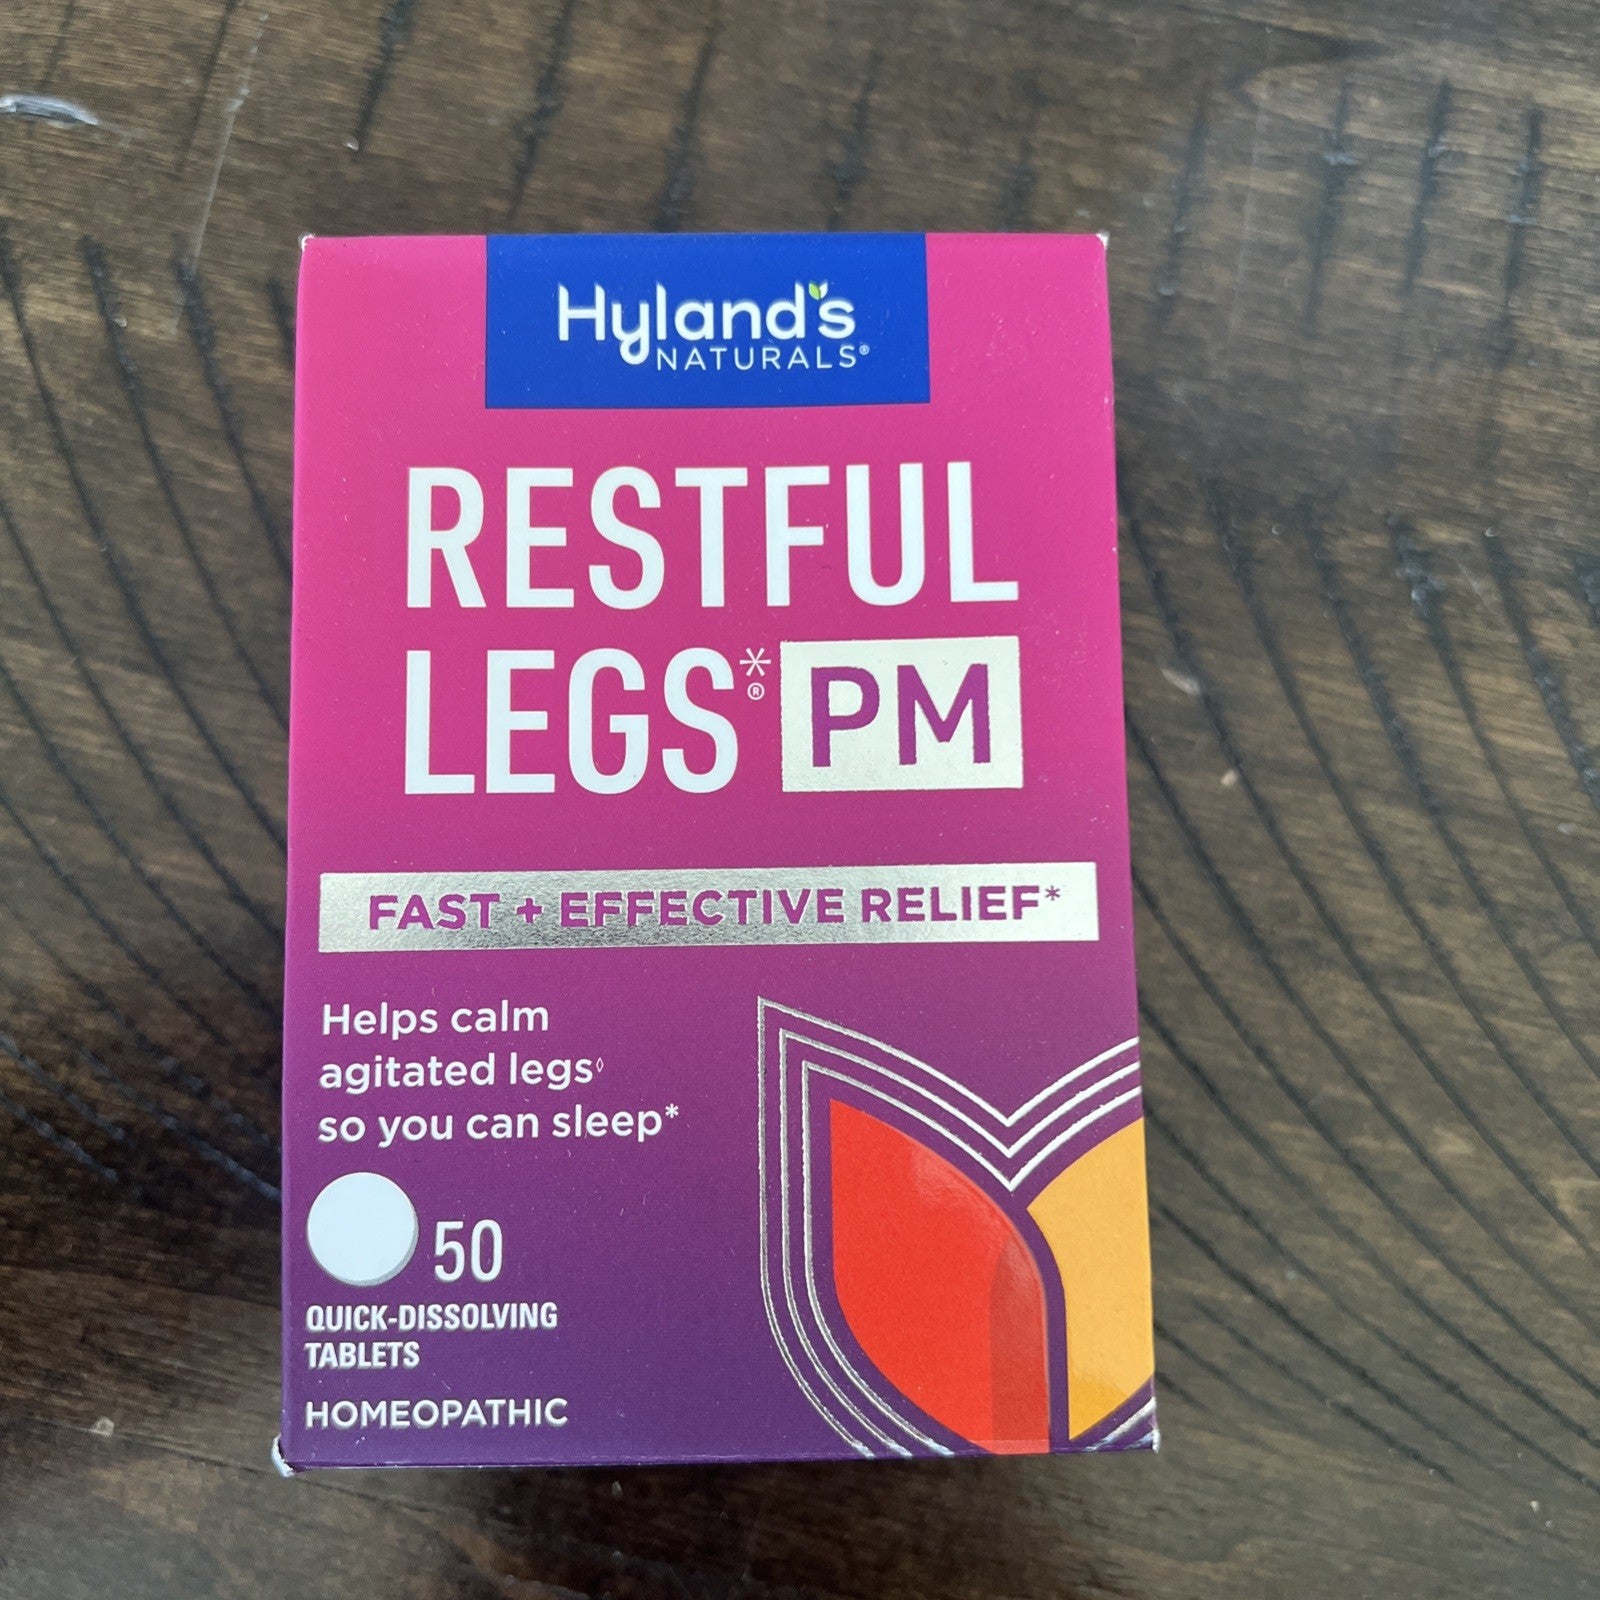 Hyland's
NATURALS®
RESTFUL
LEGS*® PM
FAST + EFFECTIVE RELIEF*
Helps calm
agitated legs◊
so you can sleep*
50
QUICK-DISSOLVING
TABLETS
HOMEOPATHIC